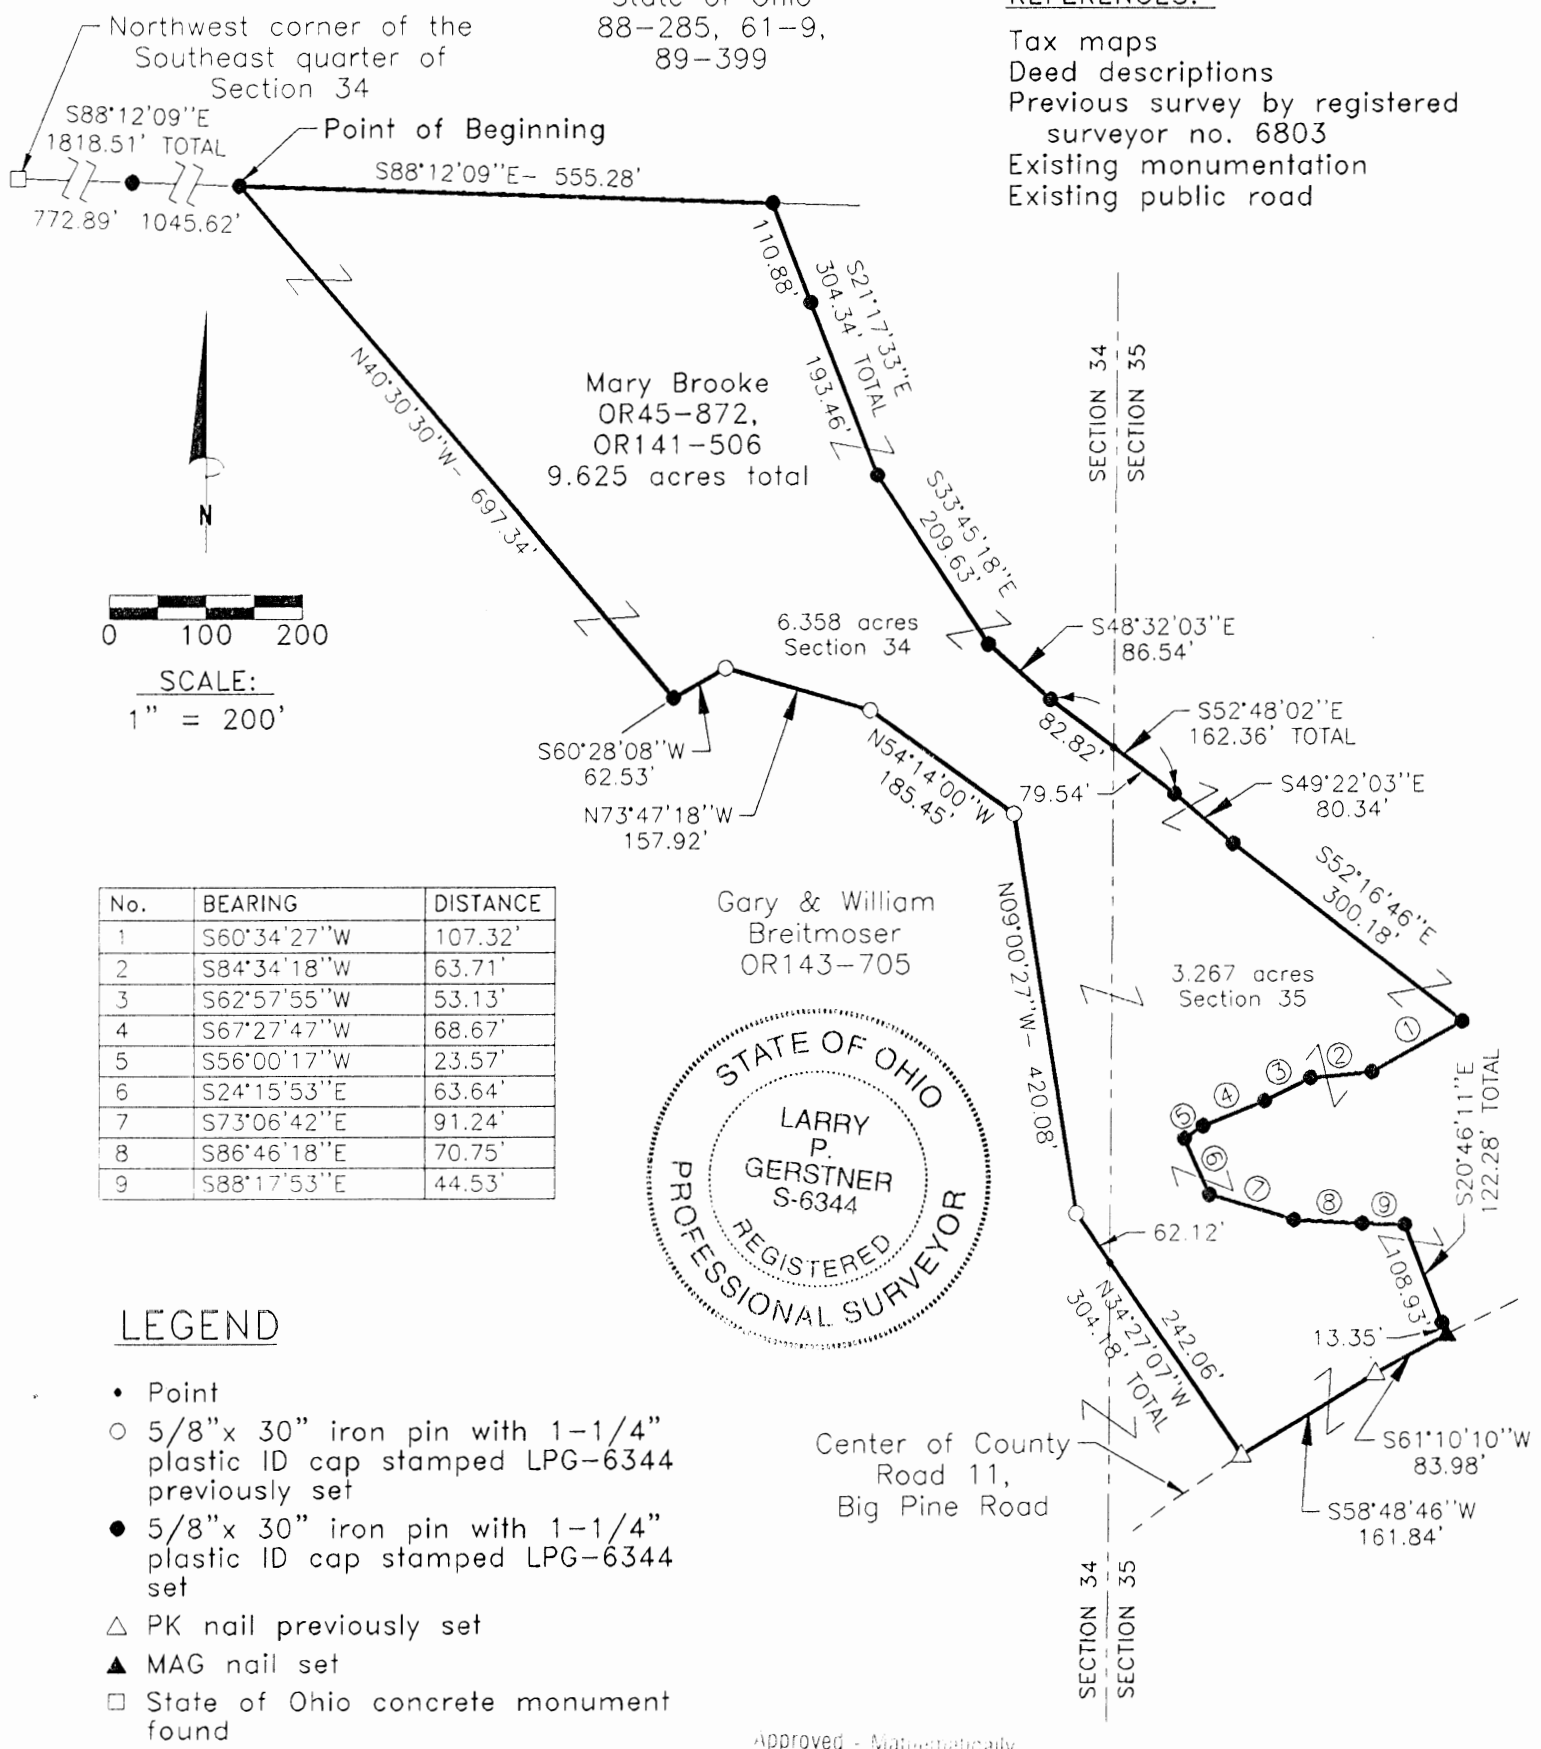 State of Ohio
88-285, 61-9,
89-399
REFERENCES:
Tax maps
Deed descriptions
Previous survey by registered
surveyor no. 6803
Existing monumentation
Existing public road
Northwest corner of the
Southeast quarter of
Section 34
S88°12'09"E
1818.51' TOTAL
772.89' 1045.62'
Point of Beginning
S88°12'09"E- 555.28'
110.88'
S21°17'33"E
304.34' TOTAL
193.46'
N40°30'30"W- 697.34'
Mary Brooke
OR45-872,
OR141-506
9.625 acres total
SECTION 34
SECTION 35
N
0 100 200
SCALE:
1" = 200'
S33°45'18"E
209.63'
6.358 acres
Section 34
S48°32'03"E
86.54'
82.82'
S52°48'02"E
162.36' TOTAL
79.54'
S49°22'03"E
80.34'
S60°28'08"W
62.53'
N73°47'18"W
157.92'
N54°14'00"W
185.45'
S52°16'46"E
300.18'
No. BEARING DISTANCE
1 S60°34'27"W 107.32'
2 S84°34'18"W 63.71'
3 S62°57'55"W 53.13'
4 S67°27'47"W 68.67'
5 S56°00'17"W 23.57'
6 S24°15'53"E 63.64'
7 S73°06'42"E 91.24'
8 S86°46'18"E 70.75'
9 S88°17'53"E 44.53'
Gary & William
Breitmoser
OR143-705
N09°00'27"W- 420.08'
3.267 acres
Section 35
1
2
3
4
5
6
7
8
9
S20°46'11"E
122.28' TOTAL
108.93'
13.35'
STATE OF OHIO
LARRY
P.
GERSTNER
S-6344
REGISTERED
PROFESSIONAL SURVEYOR
62.12'
N34°27'07"W
304.18' TOTAL
242.06'
S61°10'10"W
83.98'
S58°48'46"W
161.84'
Center of County
Road 11,
Big Pine Road
SECTION 34
SECTION 35
LEGEND
Point
5/8"x 30" iron pin with 1-1/4"
plastic ID cap stamped LPG-6344
previously set
5/8"x 30" iron pin with 1-1/4"
plastic ID cap stamped LPG-6344
set
PK nail previously set
MAG nail set
State of Ohio concrete monument
found
Approved - Mathematically